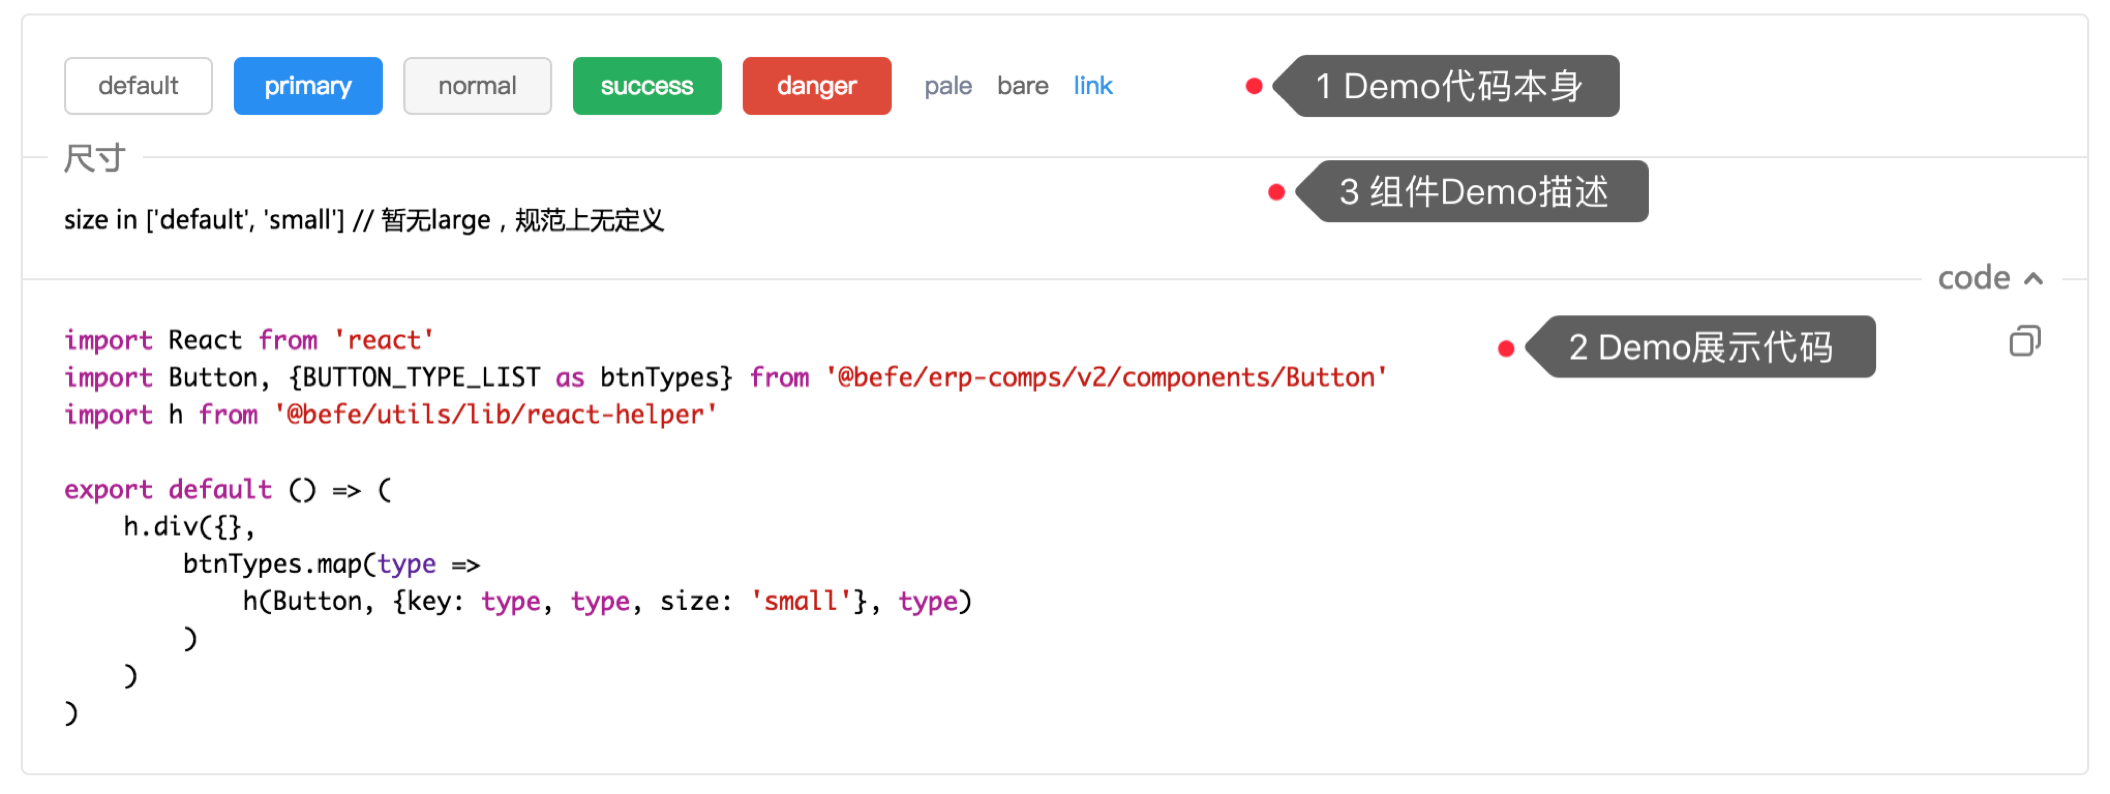 default primary normal success danger pale bare link
1 Demo代码本身
尺寸
3 组件Demo描述
size in ['default', 'small'] // 暂无large，规范上无定义
code
2 Demo展示代码
import React from 'react'
import Button, {BUTTON_TYPE_LIST as btnTypes} from '@befe/erp-comps/v2/components/Button'
import h from '@befe/utils/lib/react-helper'
export default () => (
    h.div({},
        btnTypes.map(type =>
            h(Button, {key: type, type, size: 'small'}, type)
        )
    )
)